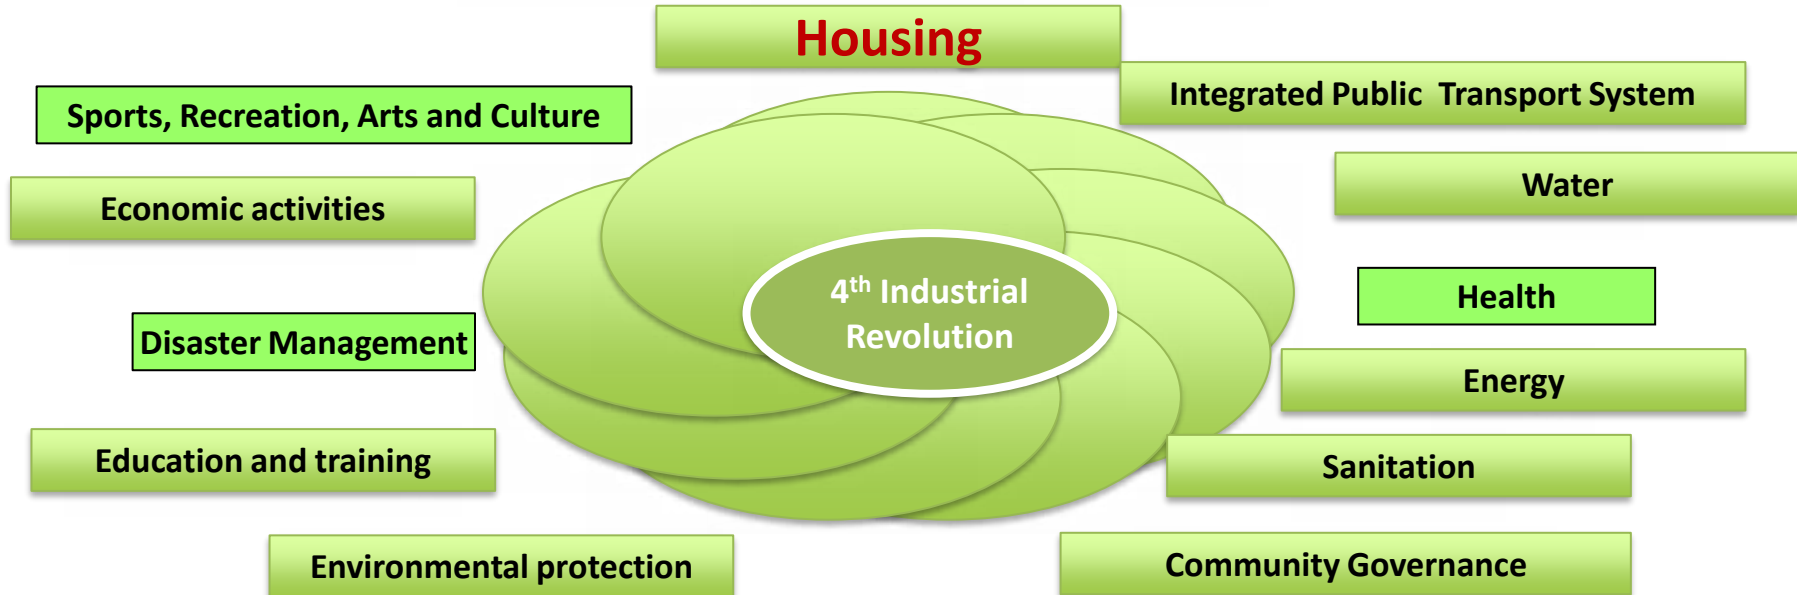 Housing
Integrated Public  Transport System
Sports, Recreation, Arts and Culture
Water
Economic activities
4th Industrial
Revolution
Health
Disaster Management
Energy
Education and training
Sanitation
Environmental protection
Community Governance